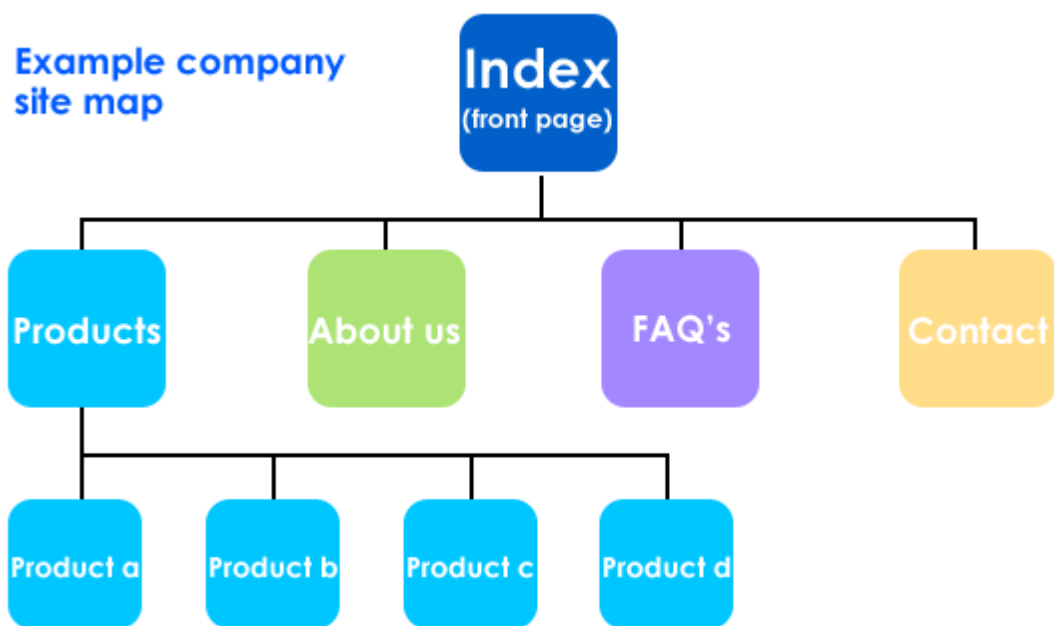 Example company
site map
Index
(front page)
Products
About us
FAQ's
Contact
Product a
Product b
Product c
Product d